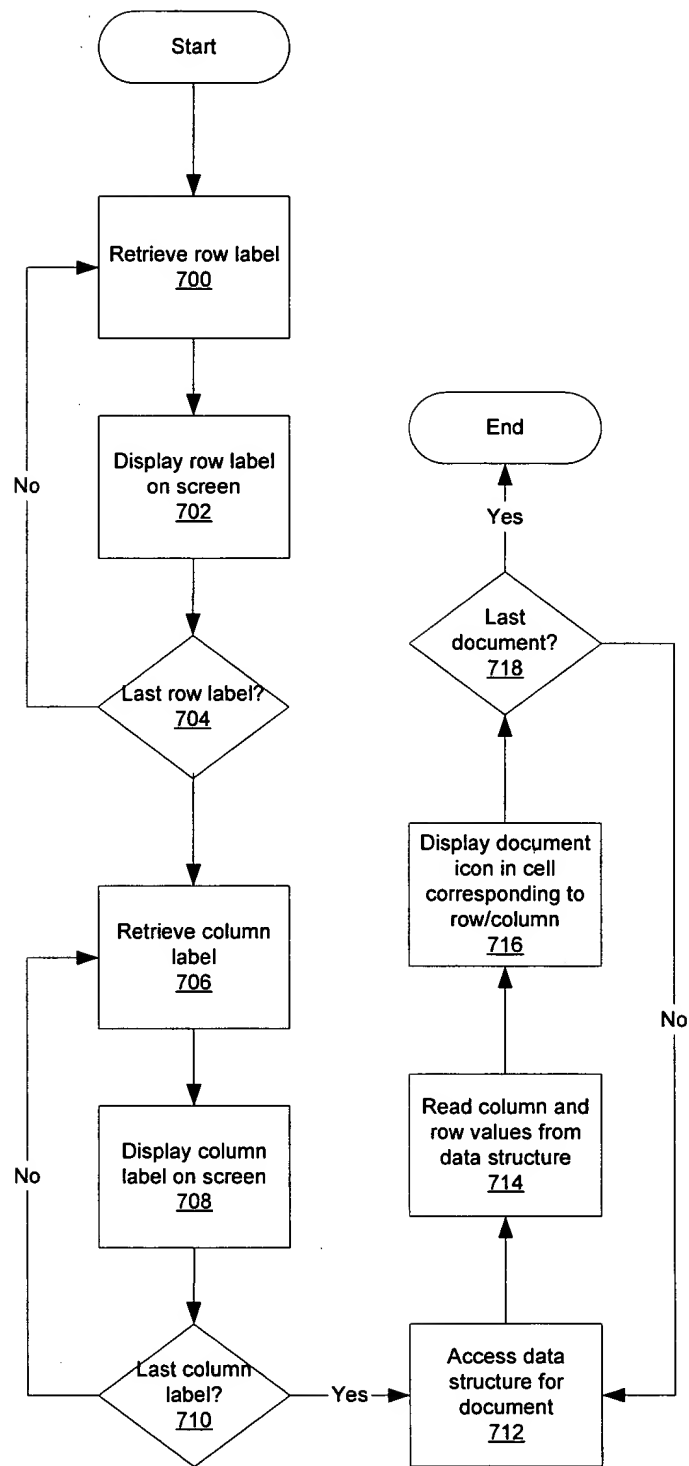 Start
Retrieve row label
700
Display row label
on screen
702
No
Last row label?
704
Retrieve column
label
706
Display column
label on screen
708
No
Last column
label?
710
Yes
Access data
structure for
document
712
Read column and
row values from
data structure
714
Display document
icon in cell
corresponding to
row/column
716
Last
document?
718
No
Yes
End